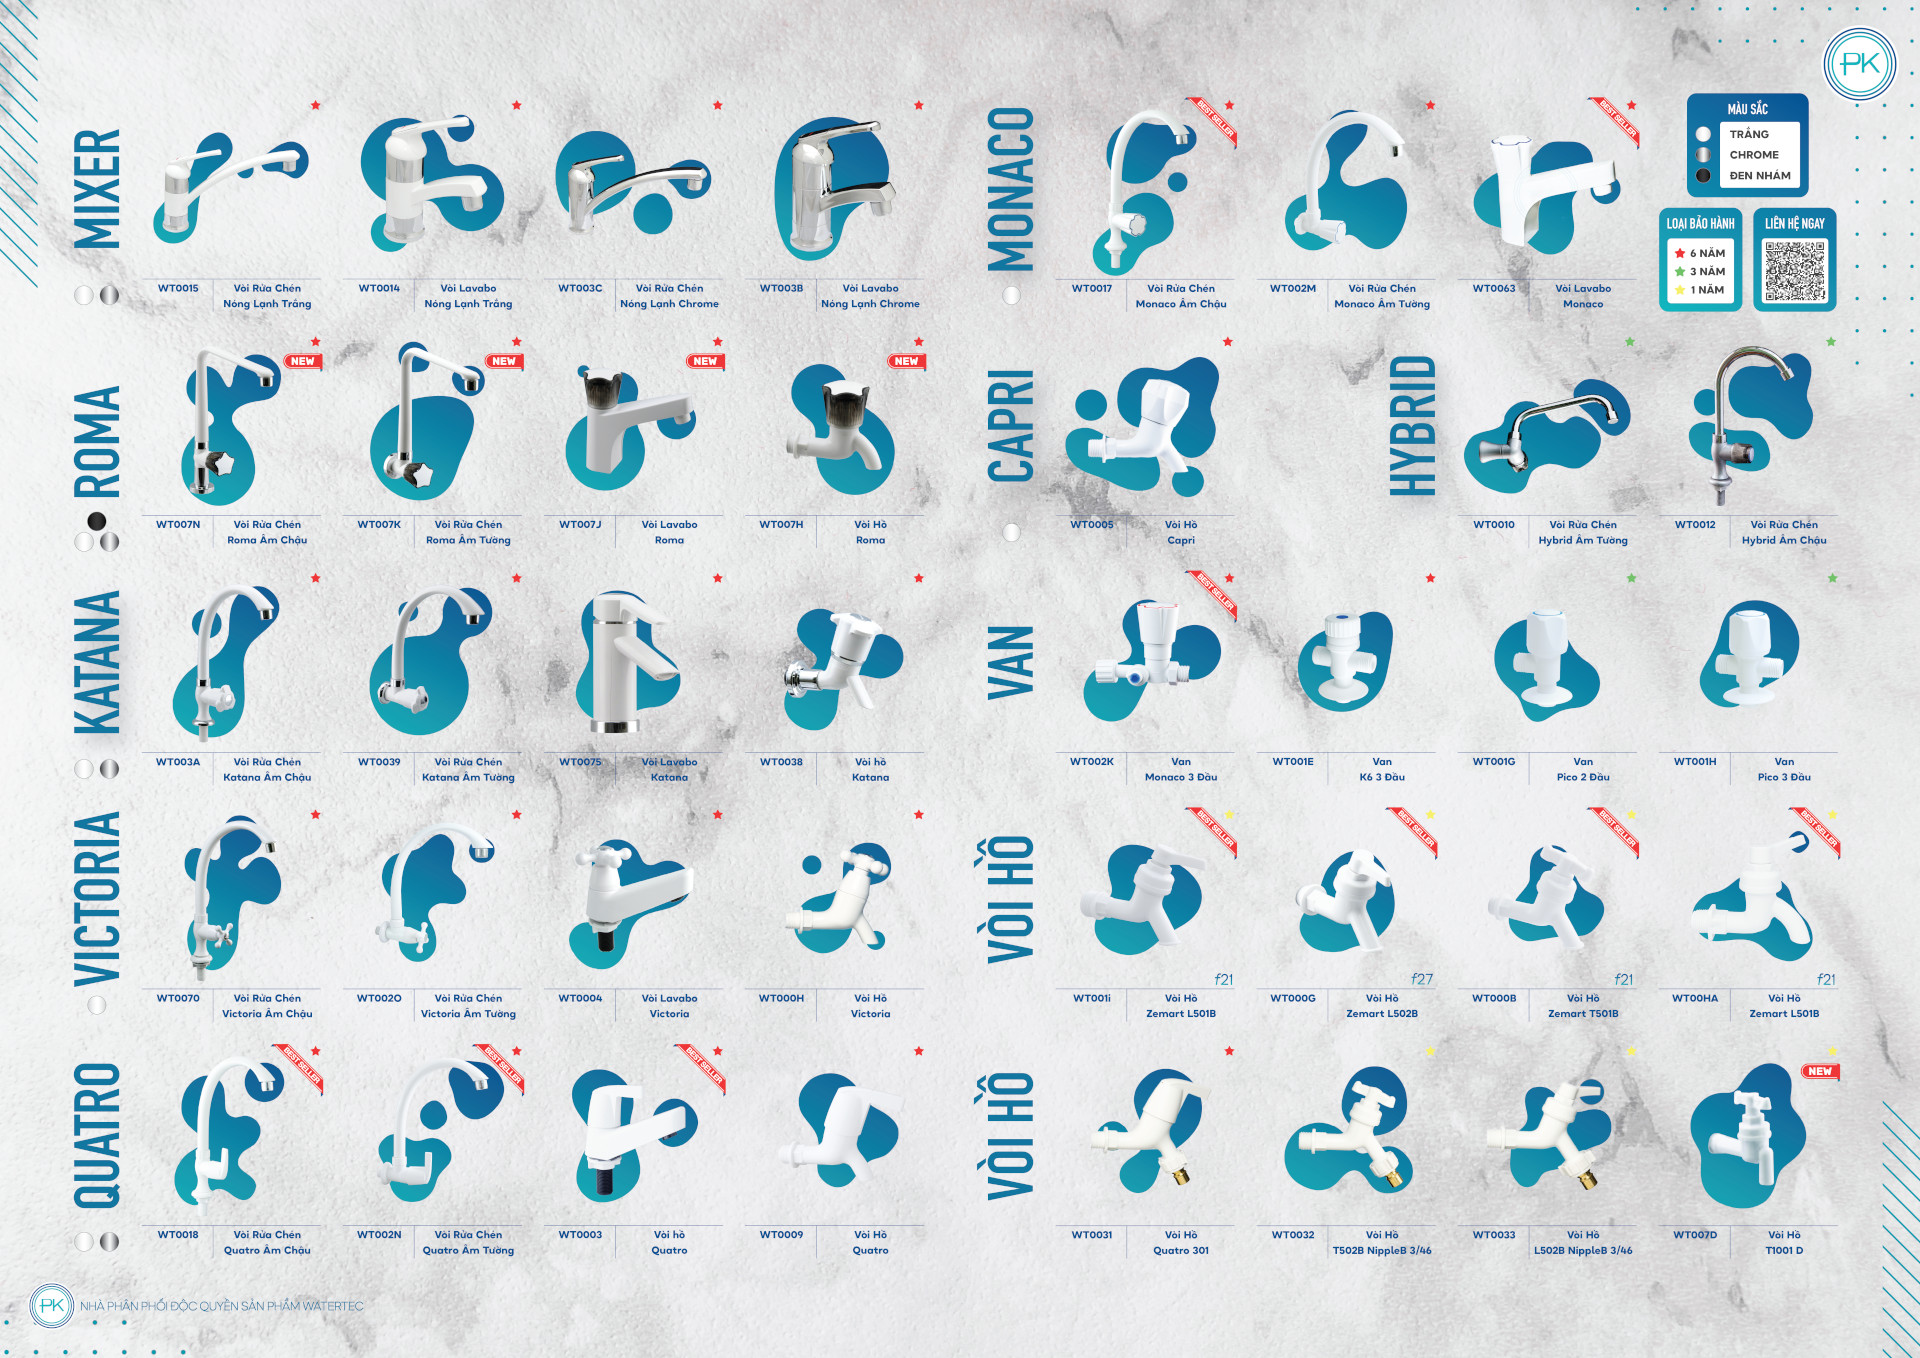 PK
MÀU SẮC
TRẮNG
CHROME
ĐEN NHÁM
LOẠI BẢO HÀNH
6 NĂM
3 NĂM
1 NĂM
LIÊN HỆ NGAY
MIXER
WT0015 Vòi Rửa Chén
Nóng Lạnh Trắng
WT0014 Vòi Lavabo
Nóng Lạnh Trắng
WT003C Vòi Rửa Chén
Nóng Lạnh Chrome
WT003B Vòi Lavabo
Nóng Lạnh Chrome
ROMA
NEW
WT007N Vòi Rửa Chén
Roma Âm Chậu
NEW
WT007K Vòi Rửa Chén
Roma Âm Tường
NEW
WT007J Vòi Lavabo
Roma
NEW
WT007H Vòi Hồ
Roma
KATANA
WT003A Vòi Rửa Chén
Katana Âm Chậu
WT0039 Vòi Rửa Chén
Katana Âm Tường
WT0075 Vòi Lavabo
Katana
WT0038 Vòi hồ
Katana
VICTORIA
WT0070 Vòi Rửa Chén
Victoria Âm Chậu
WT002O Vòi Rửa Chén
Victoria Âm Tường
WT0004 Vòi Lavabo
Victoria
WT000H Vòi Hồ
Victoria
QUATRO
BEST SELLER
WT0018 Vòi Rửa Chén
Quatro Âm Chậu
BEST SELLER
WT002N Vòi Rửa Chén
Quatro Âm Tường
BEST SELLER
WT0003 Vòi hồ
Quatro
WT0009 Vòi Hồ
Quatro
MONACO
BEST SELLER
WT0017 Vòi Rửa Chén
Monaco Âm Chậu
WT002M Vòi Rửa Chén
Monaco Âm Tường
BEST SELLER
WT0063 Vòi Lavabo
Monaco
CAPRI
WT0005 Vòi Hồ
Capri
HYBRID
WT0010 Vòi Rửa Chén
Hybrid Âm Tường
WT0012 Vòi Rửa Chén
Hybrid Âm Chậu
VAN
BEST SELLER
WT002K Van
Monaco 3 Đầu
WT001E Van
K6 3 Đầu
WT001G Van
Pico 2 Đầu
WT001H Van
Pico 3 Đầu
VÒI HỒ
BEST SELLER
f21
WT001i Vòi Hồ
Zemart L501B
BEST SELLER
f27
WT000G Vòi Hồ
Zemart L502B
BEST SELLER
f21
WT000B Vòi Hồ
Zemart T501B
BEST SELLER
f21
WT00HA Vòi Hồ
Zemart L501B
VÒI HỒ
WT0031 Vòi Hồ
Quatro 301
WT0032 Vòi Hồ
T502B NippleB 3/46
WT0033 Vòi Hồ
L502B NippleB 3/46
NEW
WT007D Vòi Hồ
T1001 D
PK NHÀ PHÂN PHỐI ĐỘC QUYỀN SẢN PHẨM WATERTEC